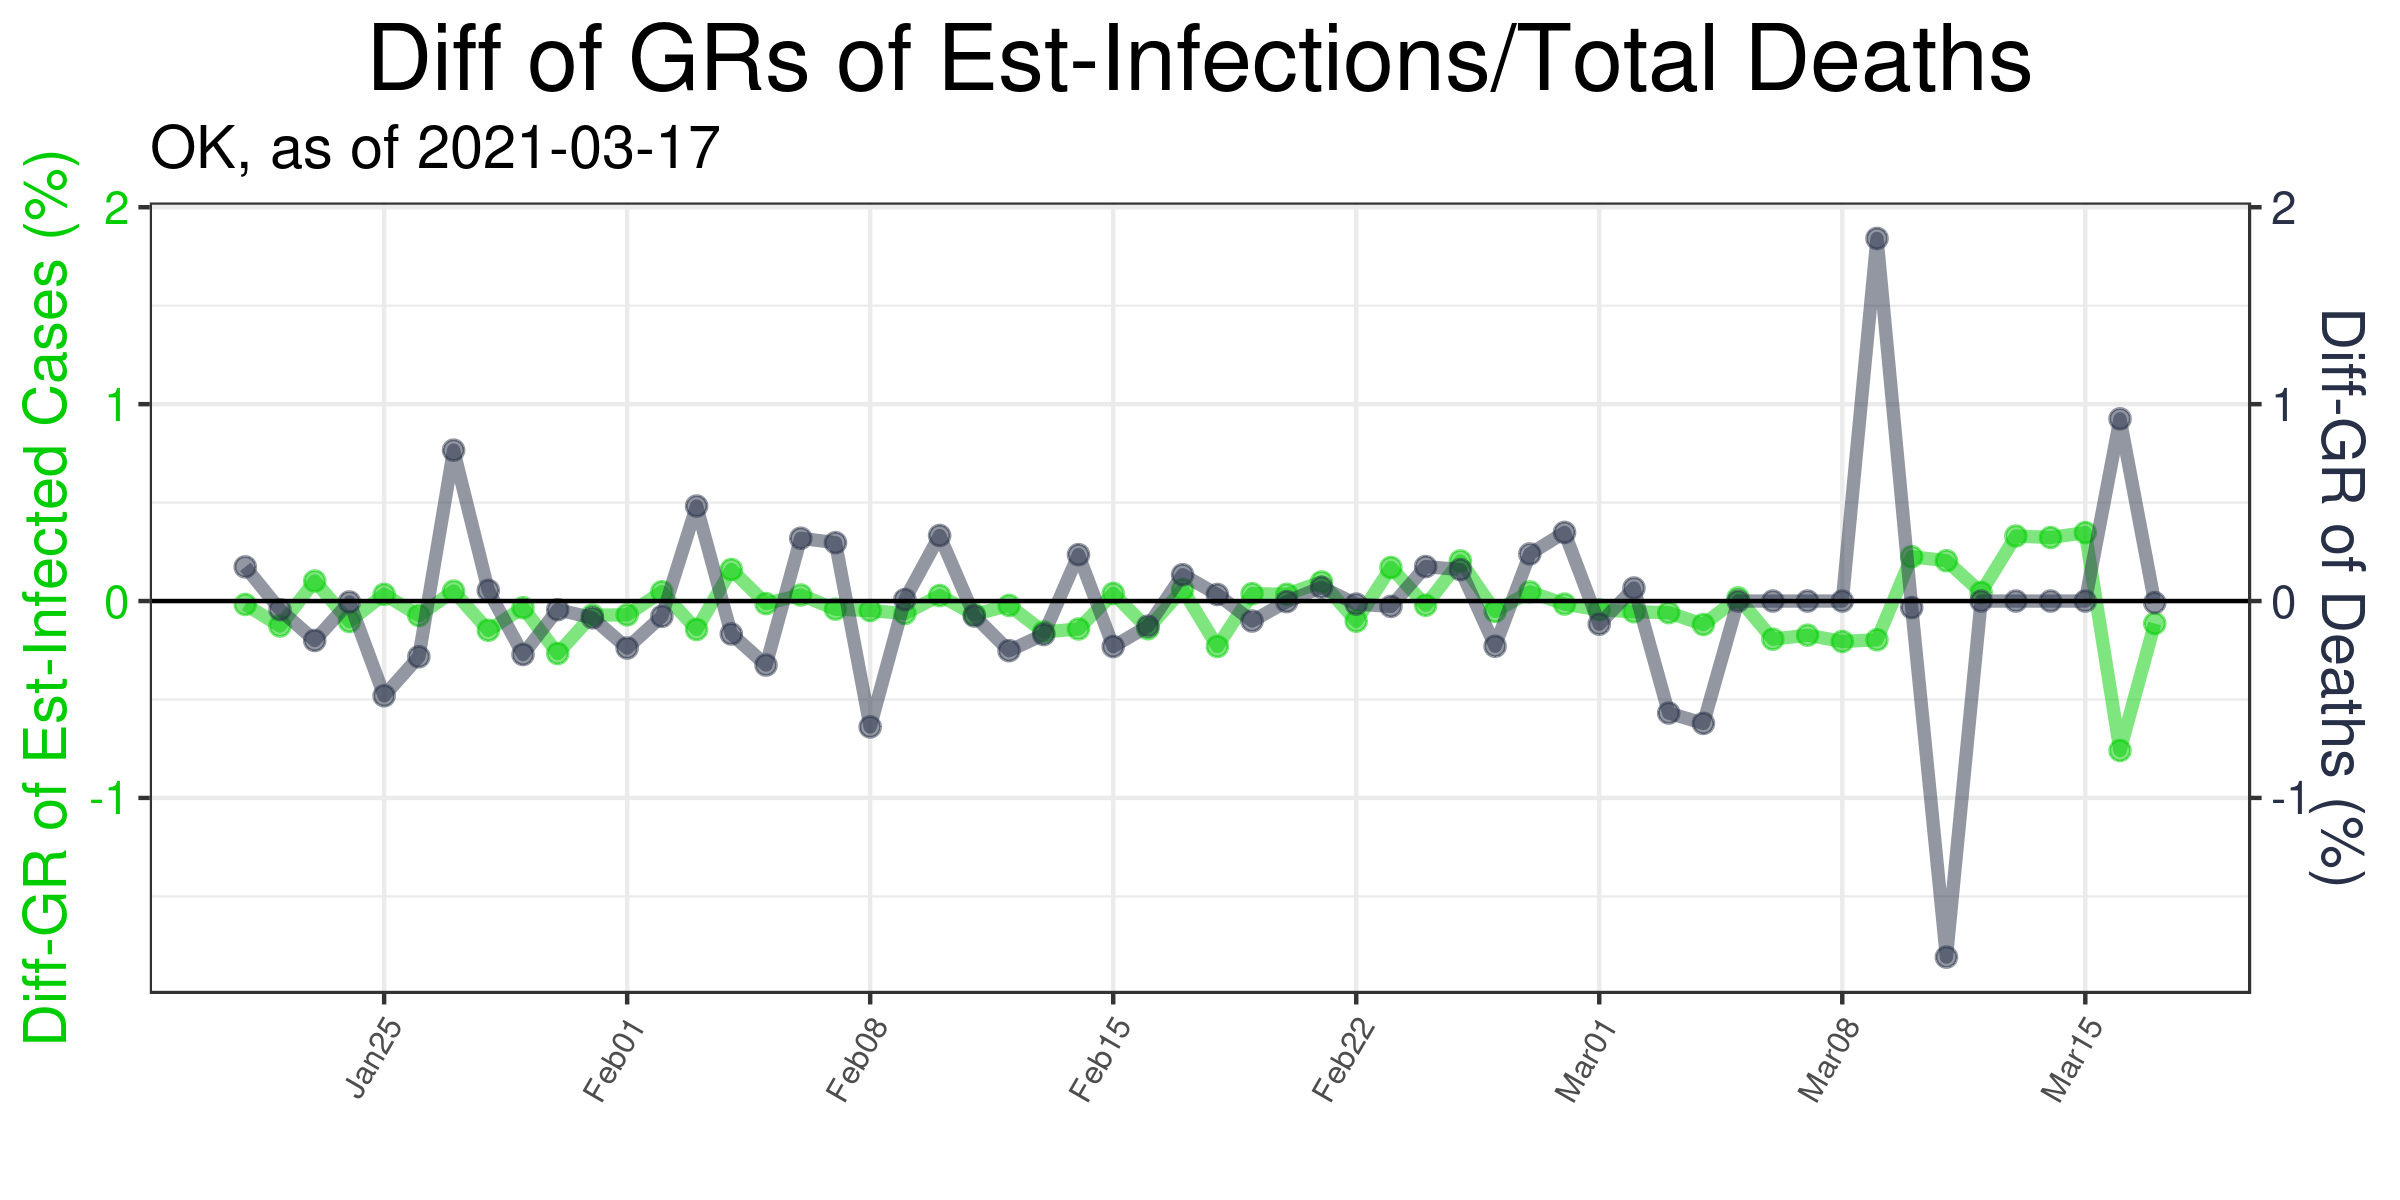 Diff of GRs of Est-Infections/Total Deaths
OK, as of 2021-03-17
Diff-GR of Est-Infected Cases (%)
2
1
0
-1
2
1
0
-1
Diff-GR of Deaths (%)
Jan25
Feb01
Feb08
Feb15
Feb22
Mar01
Mar08
Mar15